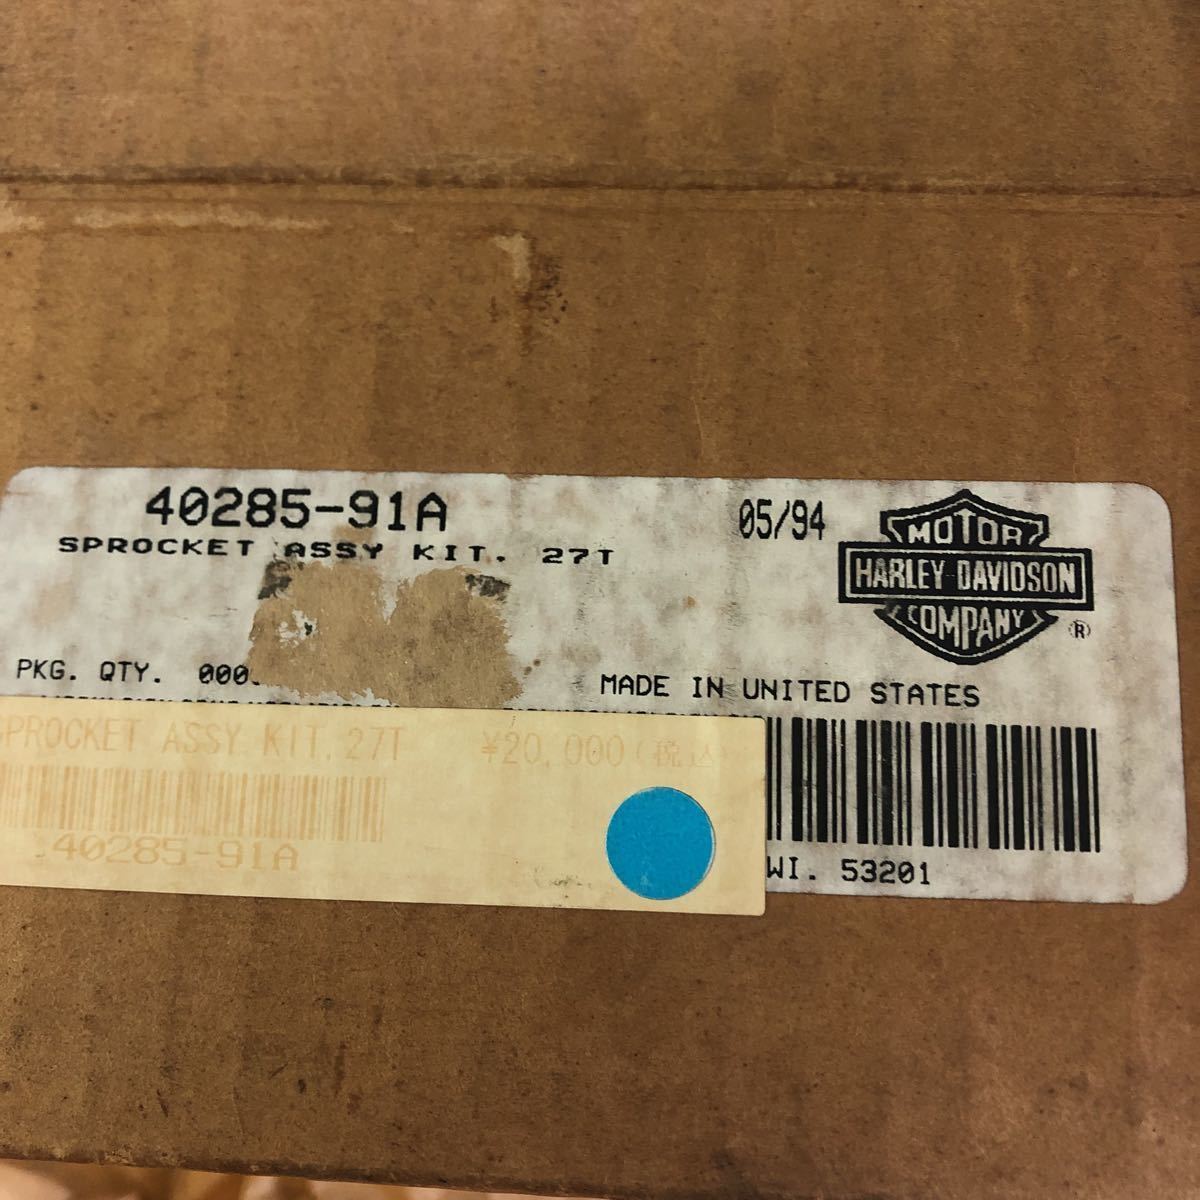 40285-91A
05/94
SPROCKET ASSY KIT. 27T
MOTOR
HARLEY-DAVIDSON
COMPANY
®
PKG. QTY.
MADE IN UNITED STATES
SPROCKET ASSY KIT. 27T ¥20,000(税込)
40285-91A
WI. 53201